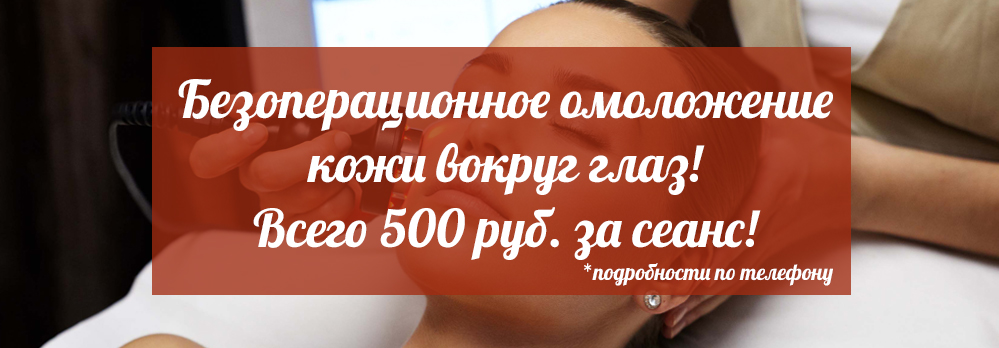 Безоперационное омоложение
кожи вокруг глаз!
Всего 500 руб. за сеанс!
*подробности по телефону